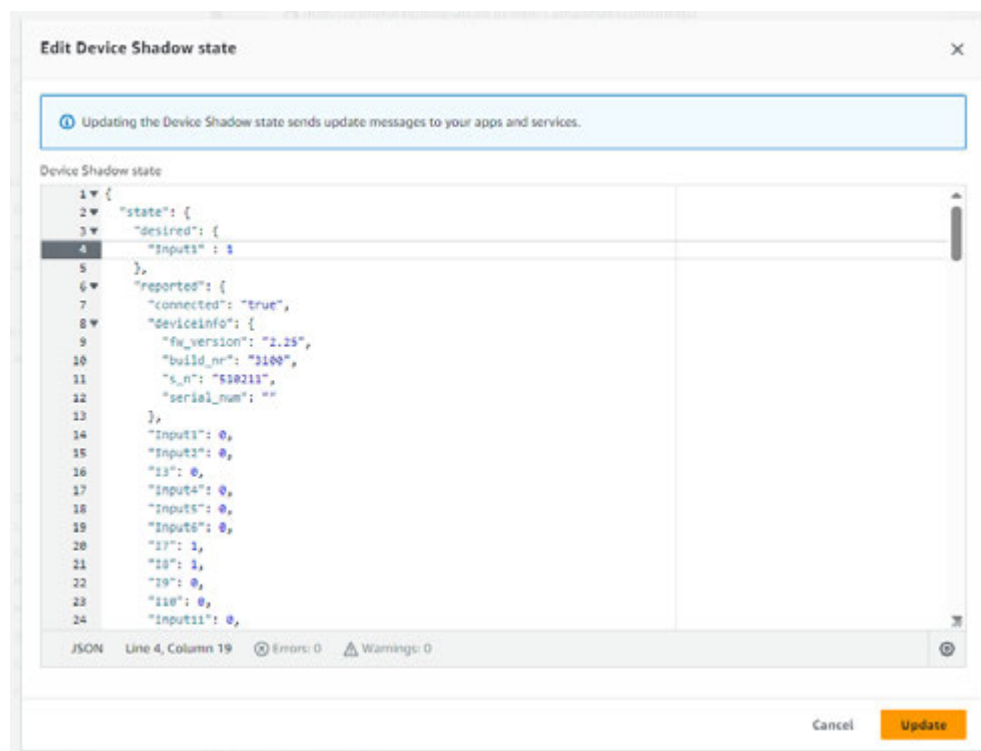 Edit Device Shadow state
Updating the Device Shadow state sends update messages to your apps and services.
Device Shadow state
1 {
2 "state": {
3 "desired": {
4 "Input1" : 1
5 },
6 "reported": {
7 "connected": "true",
8 "deviceinfo": {
9 "fw_version": "2.25",
10 "build_nr": "3100",
11 "s_n": "510211",
12 "serial_num": ""
13 },
14 "Input1": 0,
15 "Input2": 0,
16 "I3": 0,
17 "Input4": 0,
18 "Input5": 0,
19 "Input6": 0,
20 "I7": 1,
21 "I8": 1,
22 "I9": 0,
23 "I10": 0,
24 "Input11": 0,
JSON Line 4, Column 19 Errors: 0 Warnings: 0
Cancel Update